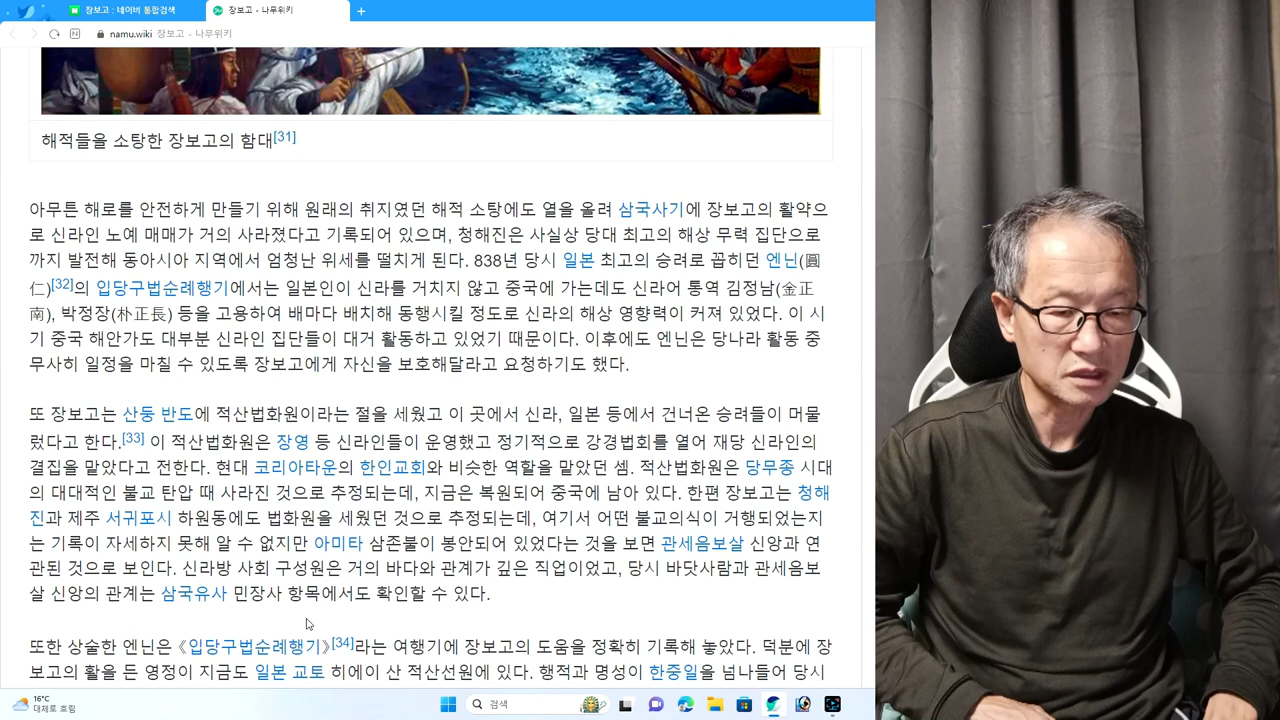 장보고 : 네이버 통합검색
장보고 - 나무위키
namu.wiki 장보고 - 나무위키
해적들을 소탕한 장보고의 함대[31]
아무튼 해로를 안전하게 만들기 위해 원래의 취지였던 해적 소탕에도 열을 올려 삼국사기에 장보고의 활약으
로 신라인 노예 매매가 거의 사라졌다고 기록되어 있으며, 청해진은 사실상 당대 최고의 해상 무력 집단으로
까지 발전해 동아시아 지역에서 엄청난 위세를 떨치게 된다. 838년 당시 일본 최고의 승려로 꼽히던 엔닌(圓
仁)[32]의 입당구법순례행기에서는 일본인이 신라를 거치지 않고 중국에 가는데도 신라어 통역 김정남(金正
南), 박정장(朴正長) 등을 고용하여 배마다 배치해 동행시킬 정도로 신라의 해상 영향력이 커져 있었다. 이 시
기 중국 해안가도 대부분 신라인 집단들이 대거 활동하고 있었기 때문이다. 이후에도 엔닌은 당나라 활동 중
무사히 일정을 마칠 수 있도록 장보고에게 자신을 보호해달라고 요청하기도 했다.
또 장보고는 산둥 반도에 적산법화원이라는 절을 세웠고 이 곳에서 신라, 일본 등에서 건너온 승려들이 머물
렀다고 한다.[33] 이 적산법화원은 장영 등 신라인들이 운영했고 정기적으로 강경법회를 열어 재당 신라인의
결집을 맡았다고 전한다. 현대 코리아타운의 한인교회와 비슷한 역할을 맡았던 셈. 적산법화원은 당무종 시대
의 대대적인 불교 탄압 때 사라진 것으로 추정되는데, 지금은 복원되어 중국에 남아 있다. 한편 장보고는 청해
진과 제주 서귀포시 하원동에도 법화원을 세웠던 것으로 추정되는데, 여기서 어떤 불교의식이 거행되었는지
는 기록이 자세하지 못해 알 수 없지만 아미타 삼존불이 봉안되어 있었다는 것을 보면 관세음보살 신앙과 연
관된 것으로 보인다. 신라방 사회 구성원은 거의 바다와 관계가 깊은 직업이었고, 당시 바닷사람과 관세음보
살 신앙의 관계는 삼국유사 민장사 항목에서도 확인할 수 있다.
또한 상술한 엔닌은 《입당구법순례행기》[34]라는 여행기에 장보고의 도움을 정확히 기록해 놓았다. 덕분에 장
보고의 활을 든 영정이 지금도 일본 교토 히에이 산 적산선원에 있다. 행적과 명성이 한중일을 넘나들어 당시
16°C
대체로 흐림
검색